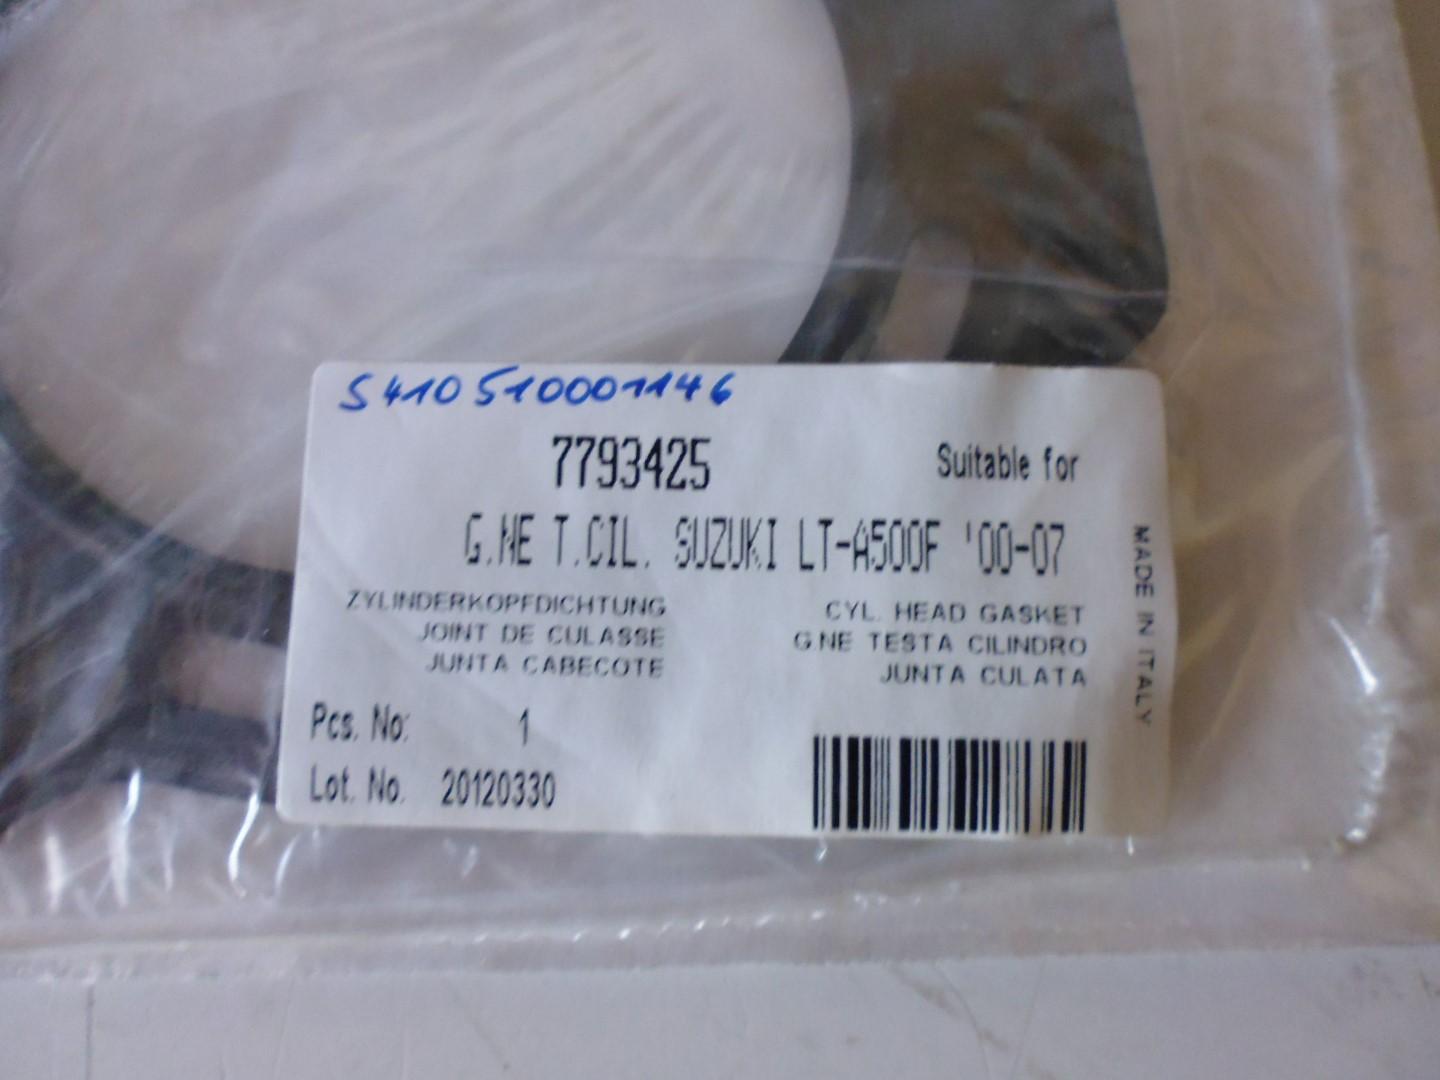 S410510001146
7793425
Suitable for
G.NE T.CIL. SUZUKI LT-A500F '00-07
ZYLINDERKOPFDICHTUNG
JOINT DE CULASSE
JUNTA CABECOTE
CYL. HEAD GASKET
G.NE TESTA CILINDRO
JUNTA CULATA
MADE IN ITALY
Pcs. No: 1
Lot. No. 20120330